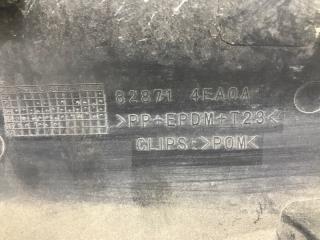 82871 4EA0A
>PP+EPDM+T23<
CLIPS:>POM<